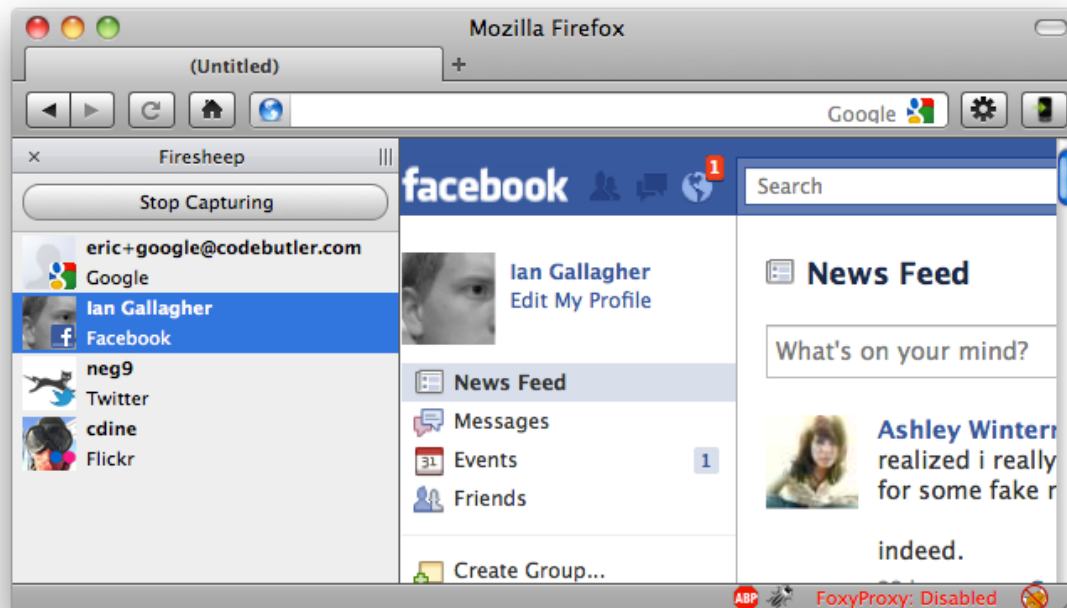 Mozilla Firefox
(Untitled)
+
Google
× Firesheep
Stop Capturing
eric+google@codebutler.com
Google
Ian Gallagher
Facebook
neg9
Twitter
cdine
Flickr
facebook
1
Search
Ian Gallagher
Edit My Profile
News Feed
Messages
31 Events 1
Friends
Create Group...
News Feed
What's on your mind?
Ashley
realized i really
for some fake
indeed.
ABP FoxyProxy: Disabled